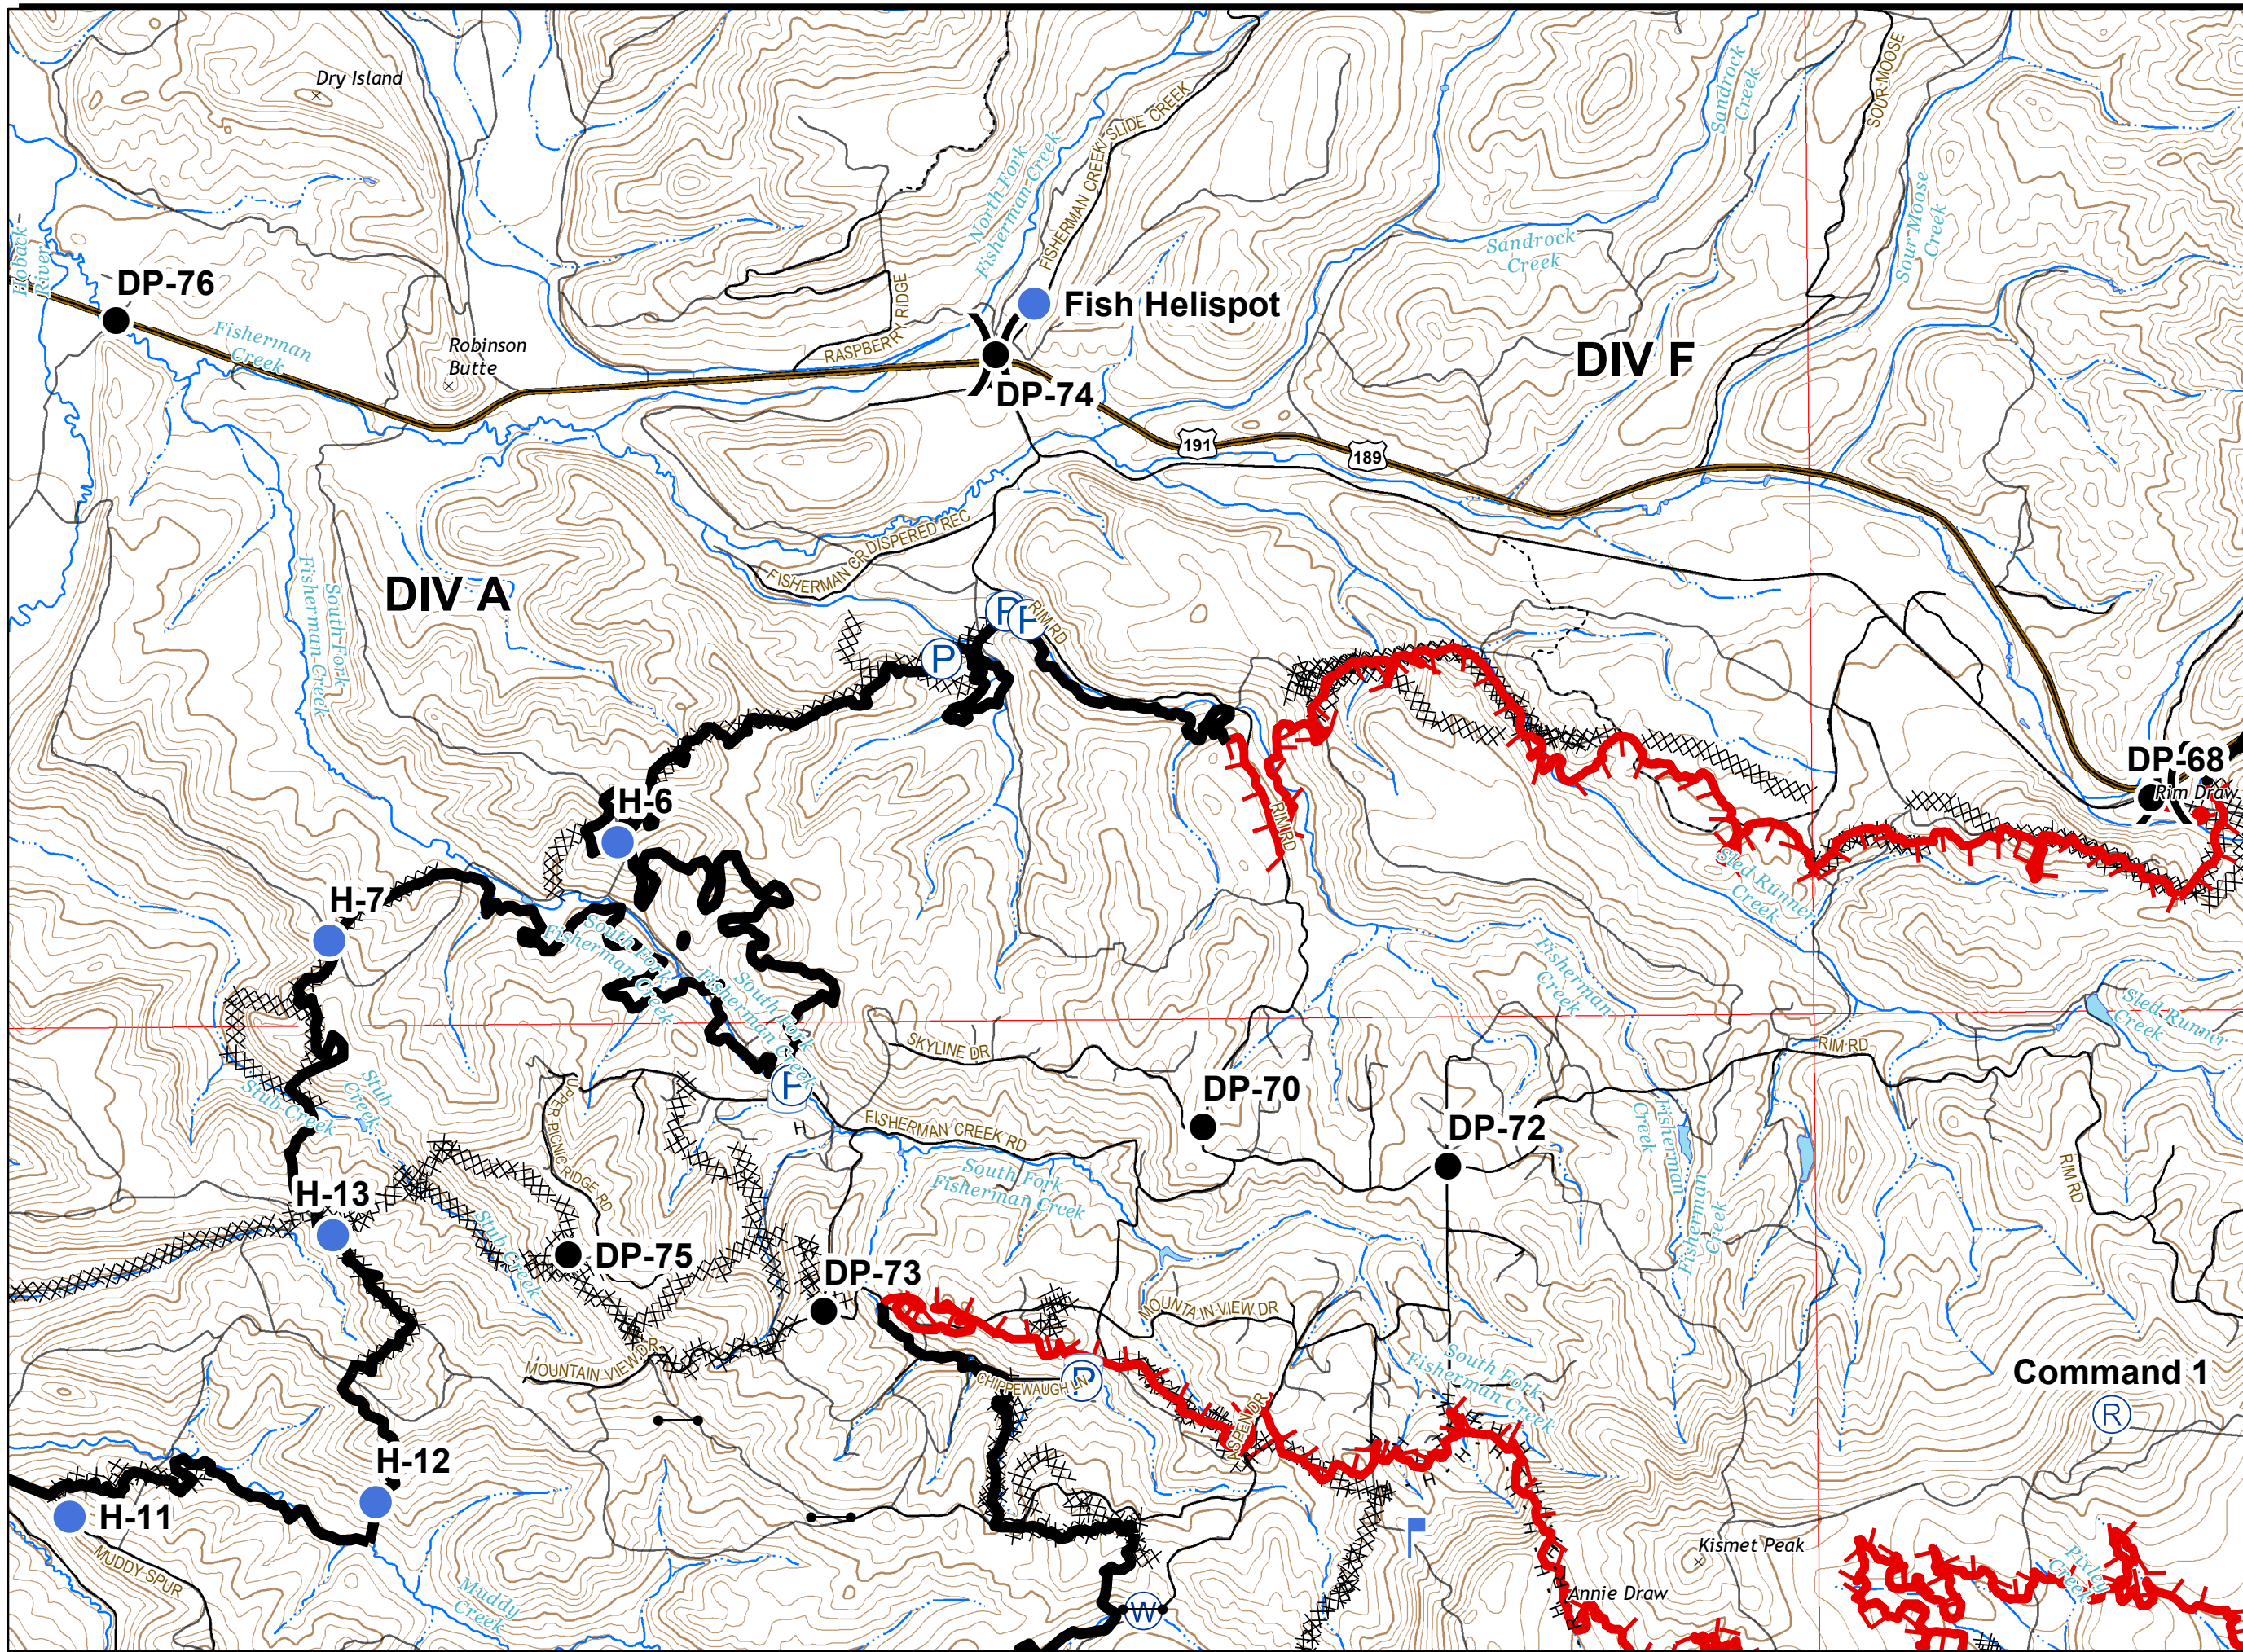 Dry Island
SOUR MOOSE
Sandrock
Creek
FISHERMAN CREEK/ SLIDE CREEK
North Fork
Fisherman Creek
Sour Moose
Creek
Hoback
River
DP-76
Sandrock
Creek
RASPBERRY RIDGE
Fish Helispot
Fisherman
Creek
Robinson
Butte
DIV F
DP-74
191
189
FISHERMAN CR DISPERED REC
South Fork
Fisherman Creek
DIV A
P
P
RIM RD
P
DP-68
Rim Draw
H-6
RIM RD
Sled Runner
Creek
H-7
South Fork
Fisherman Creek
South Fork
Fisherman Creek
Fisherman
Creek
Sled Runner
Creek
SKYLINE DR
RIM RD
Stub
Creek
Stub Creek
P
DP-70
UPPER PICNIC RIDGE RD
H
FISHERMAN CREEK RD
DP-72
Fisherman
Creek
South Fork
Fisherman Creek
RIM RD
H-13
Fisherman
Creek
Stub Creek
DP-75
DP-73
MOUNTAIN VIEW DR
MOUNTAIN VIEW DR
South Fork
Fisherman Creek
CHIPPEWAUGH LN
P
Command 1
R
ASPEN DR
H-12
H-11
MUDDY SPUR
Kismet Peak
Muddy
Creek
Annie Draw
Pixley
Creek
W